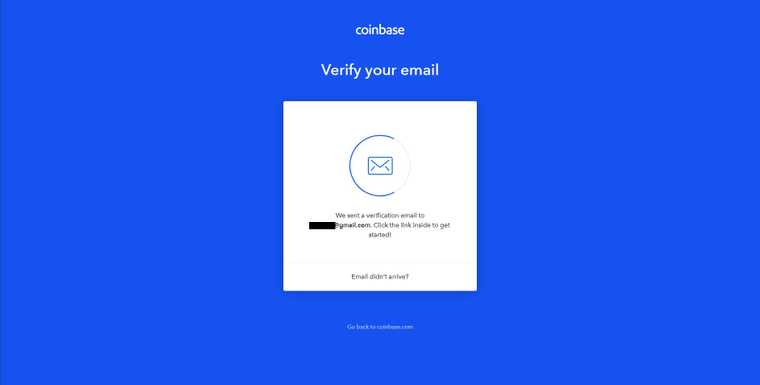 coinbase
Verify your email
We sent a verification email to
@gmail.com. Click the link inside to get
started!
Email didn't arrive?
Go back to coinbase.com